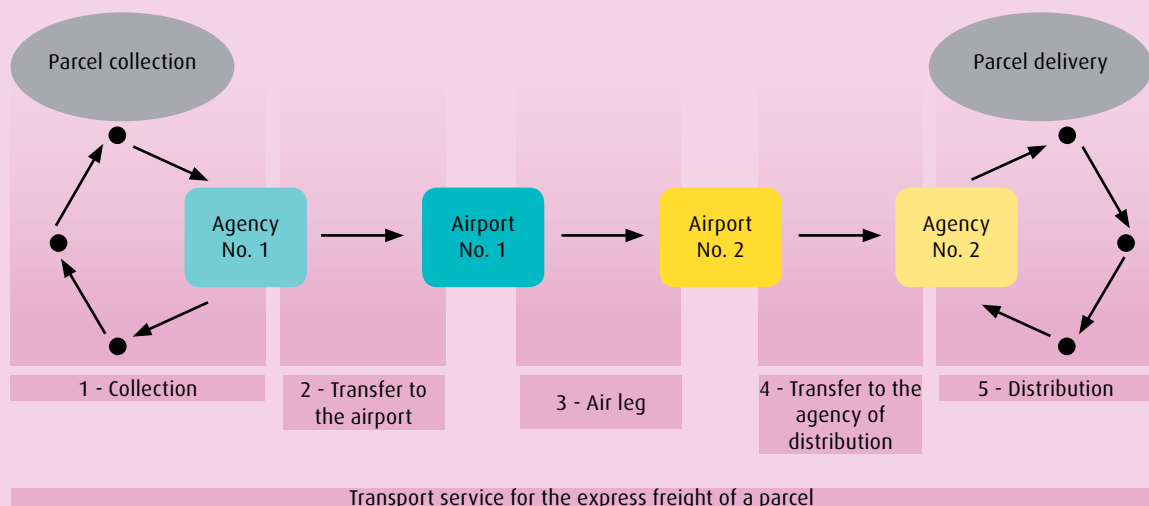 Parcel collection
Parcel delivery
Agency
No. 1
Airport
No. 1
Airport
No. 2
Agency
No. 2
1 - Collection
2 - Transfer to
the airport
3 - Air leg
4 - Transfer to the
agency of
distribution
5 - Distribution
Transport service for the express freight of a parcel